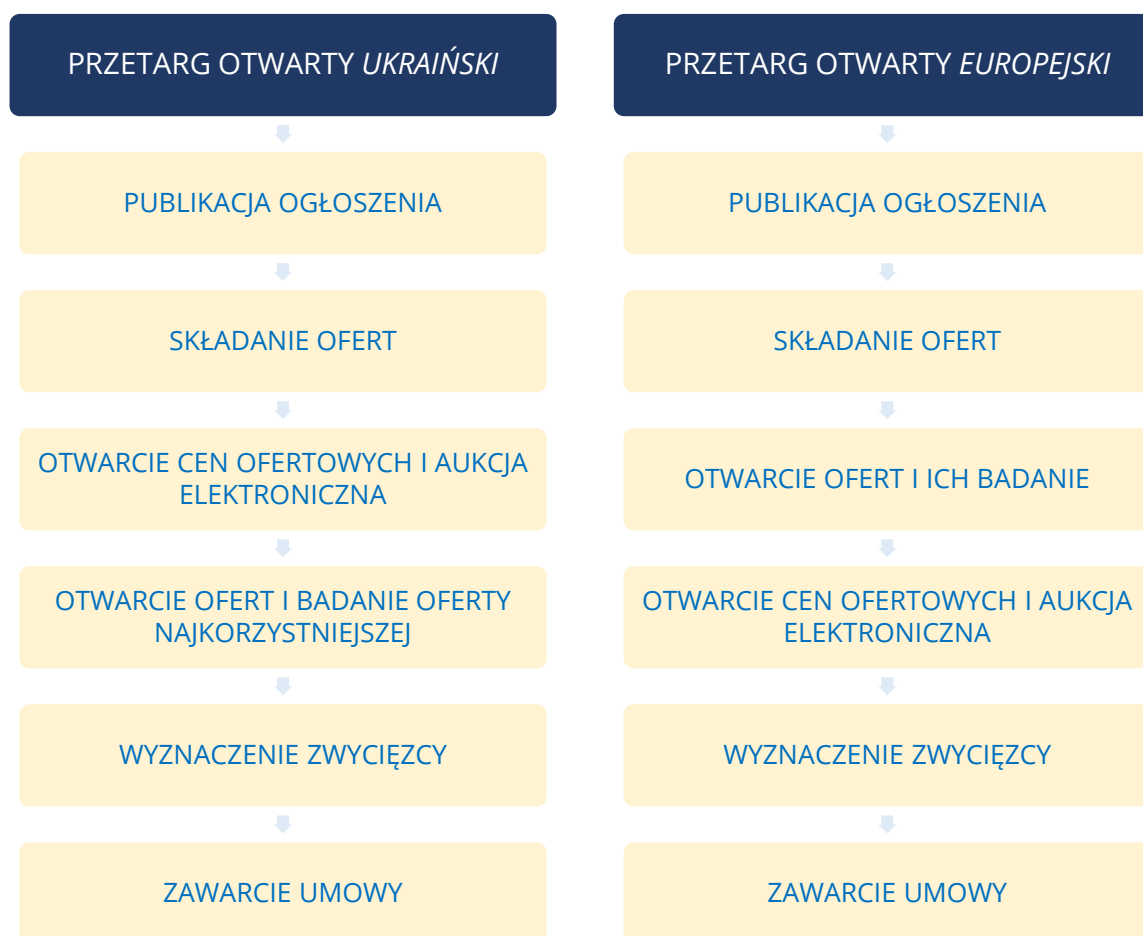 PRZETARG OTWARTY UKRAIŃSKI
PUBLIKACJA OGŁOSZENIA
SKŁADANIE OFERT
OTWARCIE CEN OFERTOWYCH I AUKCJA
ELEKTRONICZNA
OTWARCIE OFERT I BADANIE OFERTY
NAJKORZYSTNIEJSZEJ
WYZNACZENIE ZWYCIĘZCY
ZAWARCIE UMOWY
PRZETARG OTWARTY EUROPEJSKI
PUBLIKACJA OGŁOSZENIA
SKŁADANIE OFERT
OTWARCIE OFERT I ICH BADANIE
OTWARCIE CEN OFERTOWYCH I AUKCJA
ELEKTRONICZNA
WYZNACZENIE ZWYCIĘZCY
ZAWARCIE UMOWY